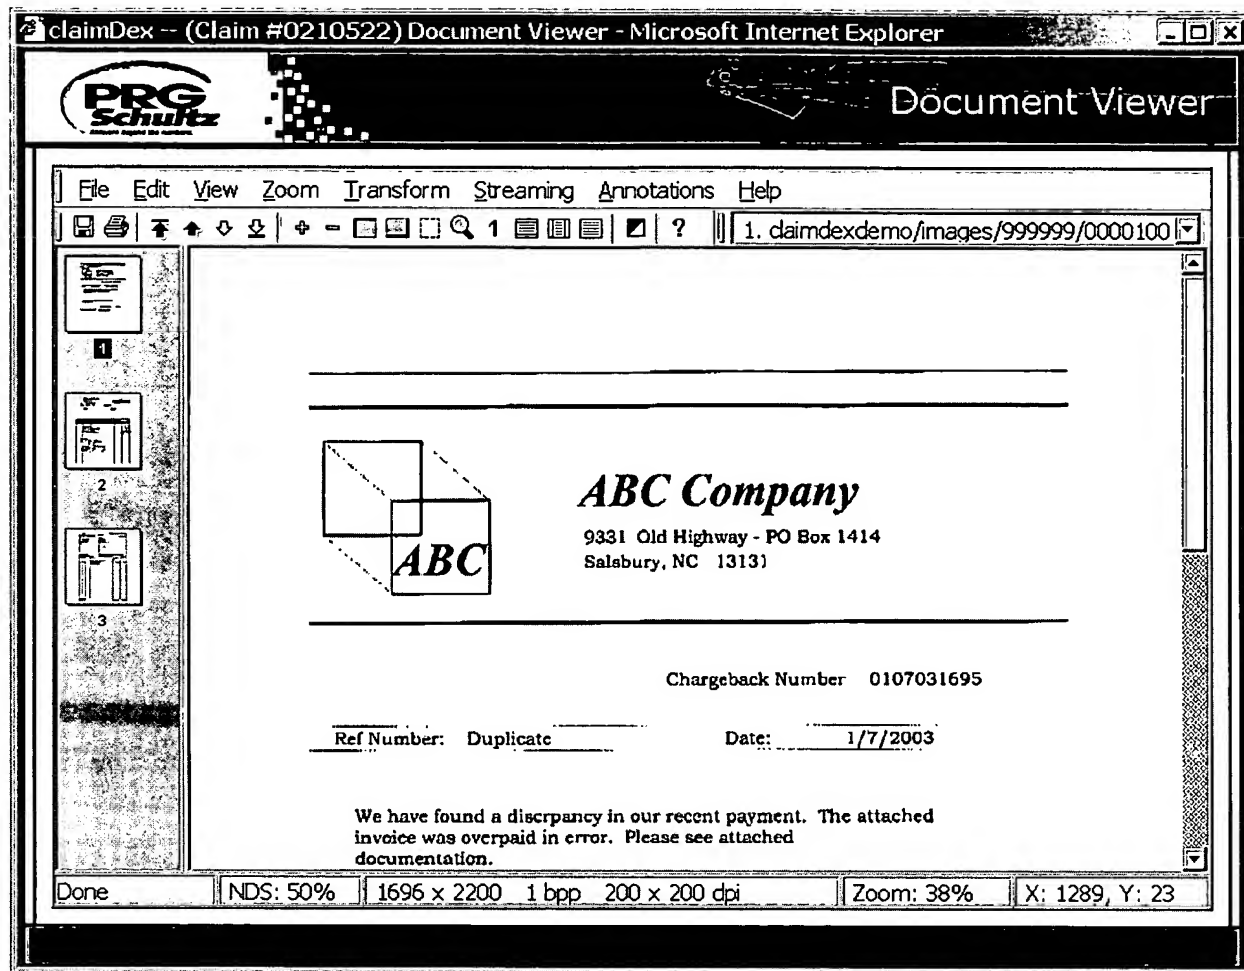 claimDex -- (Claim #0210522) Document Viewer - Microsoft Internet Explorer
PRG
Schultz
Document Viewer
File Edit View Zoom Transform Streaming Annotations Help
1 ? 1. claimdexdemo/images/999999/0000100
1
2
3
ABC
ABC Company
9331 Old Highway - PO Box 1414
Salsbury, NC 13131
Chargeback Number 0107031695
Ref Number: Duplicate Date: 1/7/2003
We have found a discrpancy in our recent payment. The attached
invoice was overpaid in error. Please see attached
documentation.
Done NDS: 50% 1696 x 2200 1 bpp 200 x 200 dpi Zoom: 38% X: 1289, Y: 23